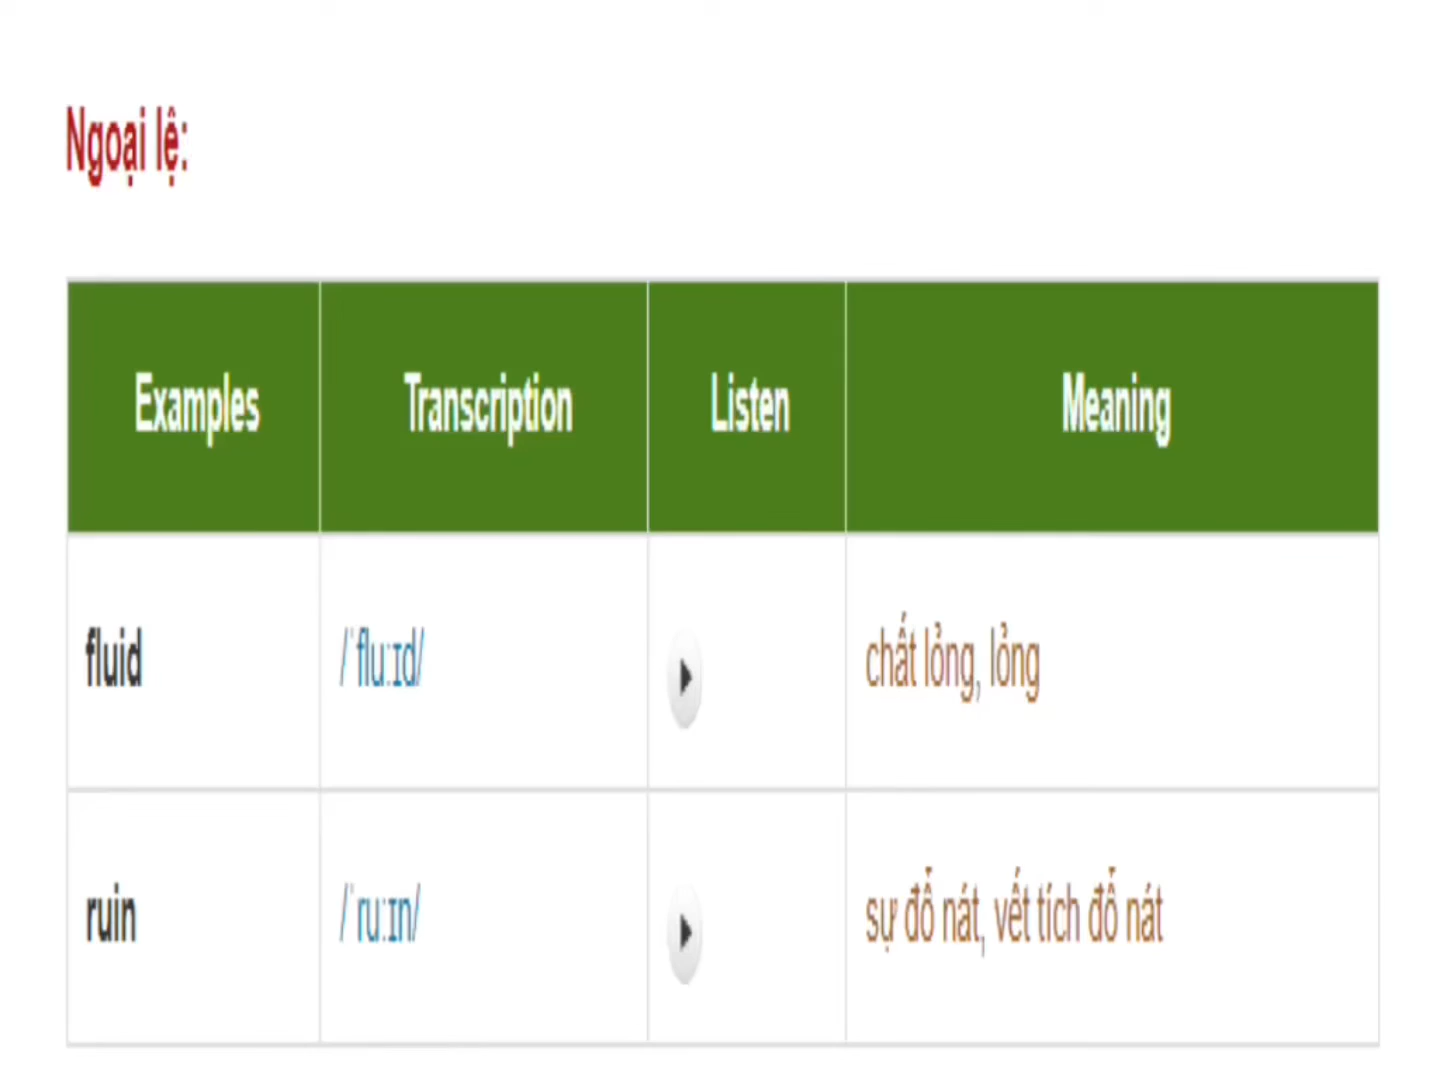 Ngoại lệ:
Examples Transcription Listen Meaning
fluid /ˈfluːɪd/ chất lỏng, lỏng
ruin /ˈruːɪn/ sự đổ nát, vết tích đổ nát